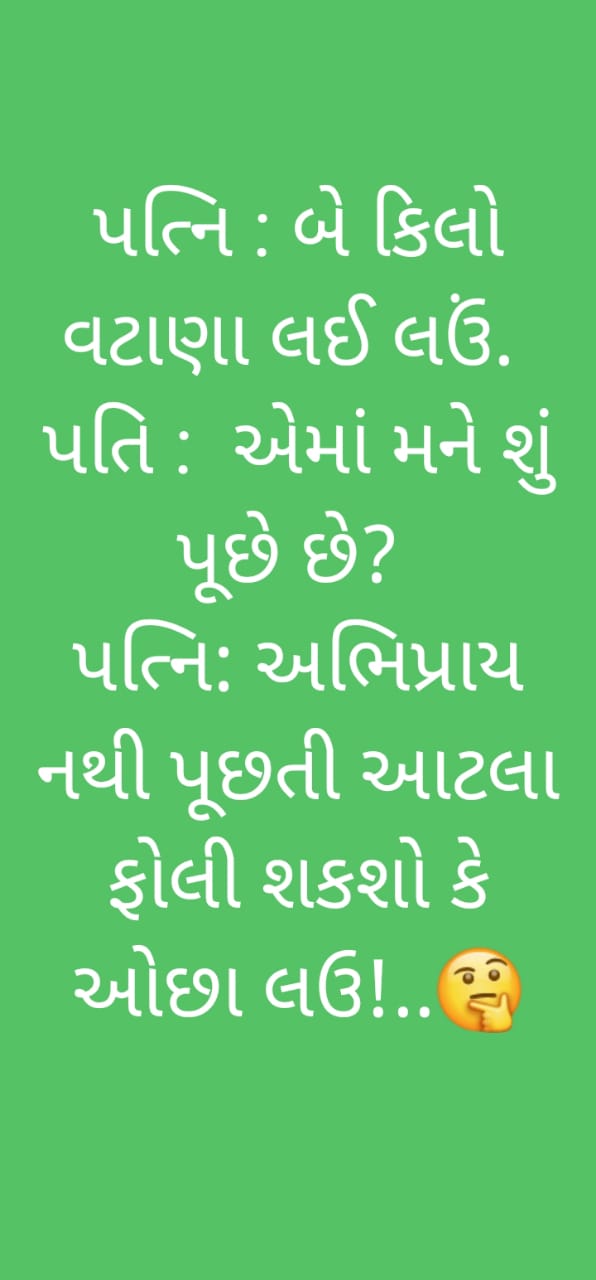 પત્નિ : બે કિલો
વટાણા લઈ લઉં.
પતિ :  એમાં મને શું
પૂછે છે?
પત્નિ: અભિપ્રાય
નથી પૂછતી આટલા
ફોલી શકશો કે
ઓછા લઉ!..🤔